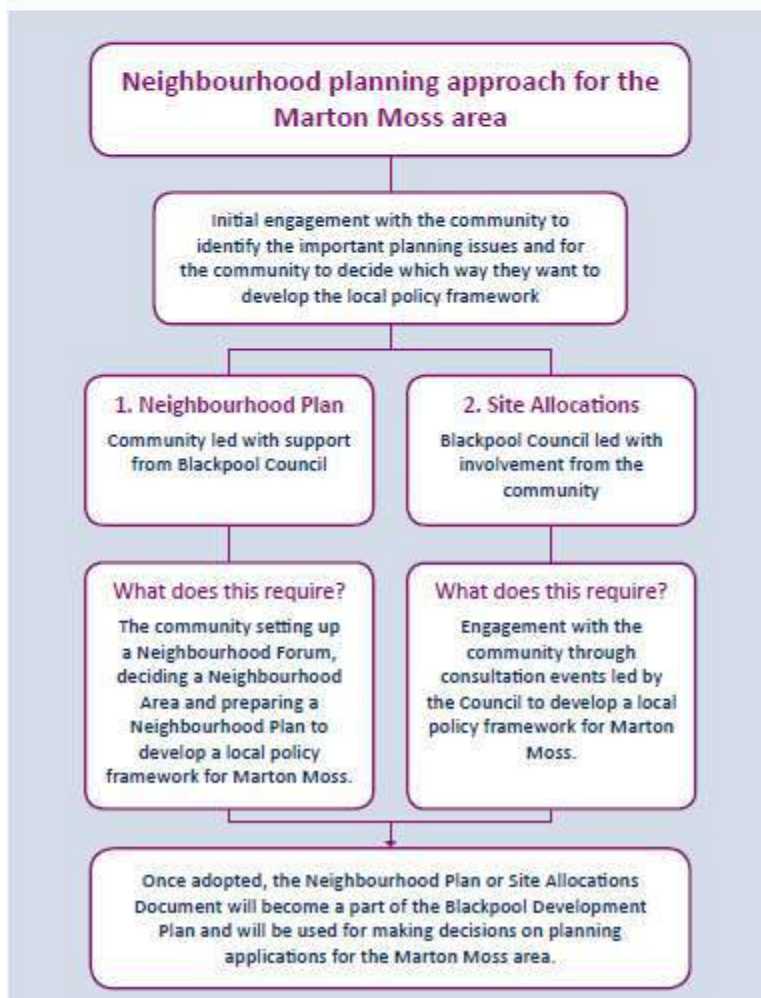 Neighbourhood planning approach for the
Marton Moss area
Initial engagement with the community to
identify the important planning issues and for
the community to decide which way they want to
develop the local policy framework
1. Neighbourhood Plan
Community led with support
from Blackpool Council
2. Site Allocations
Blackpool Council led with
involvement from the
community
What does this require?
The community setting up
a Neighbourhood Forum,
deciding a Neighbourhood
Area and preparing a
Neighbourhood Plan to
develop a local policy
framework for Marton Moss.
What does this require?
Engagement with the
community through
consultation events led by
the Council to develop a local
policy framework for Marton
Moss.
Once adopted, the Neighbourhood Plan or Site Allocations
Document will become a part of the Blackpool Development
Plan and will be used for making decisions on planning
applications for the Marton Moss area.